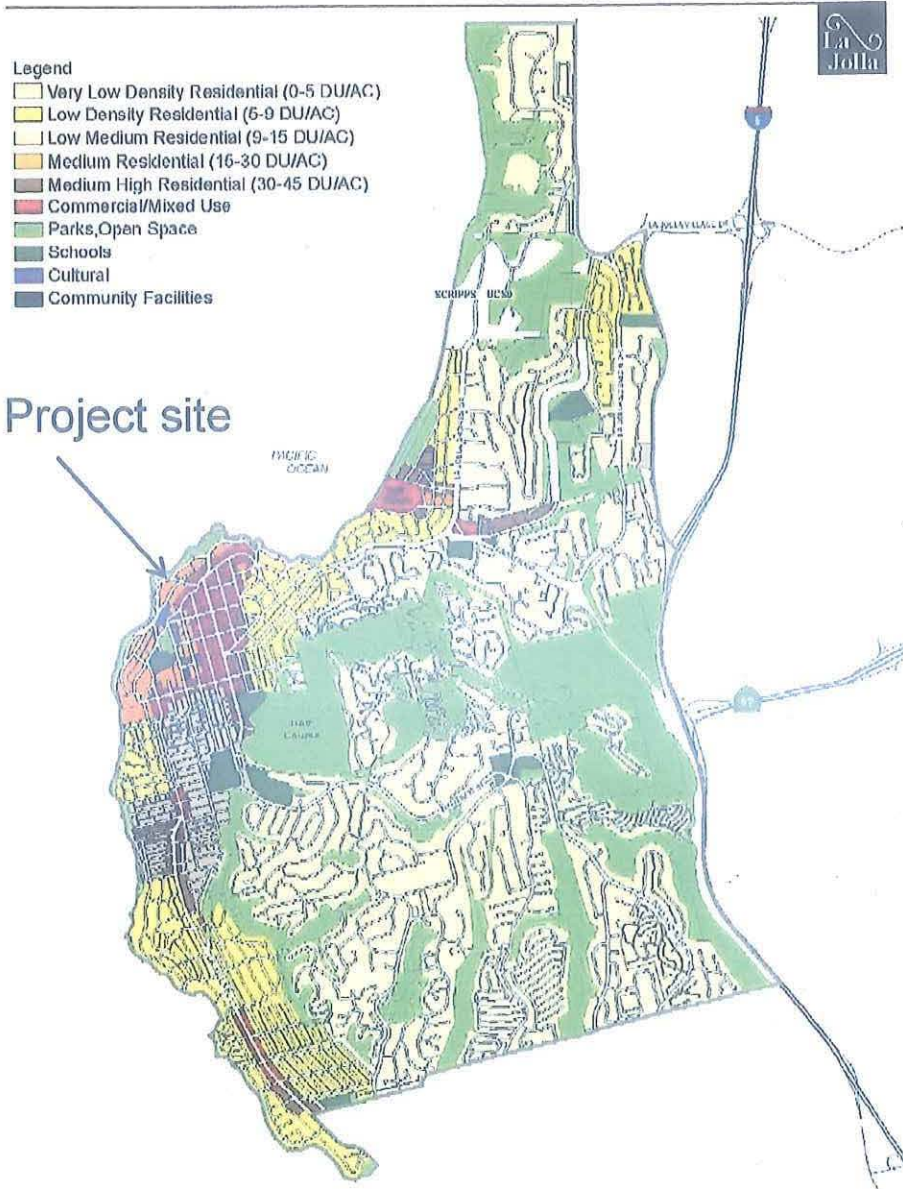 La
Jolla
Legend
Very Low Density Residential (0-5 DU/AC)
Low Density Residential (5-9 DU/AC)
Low Medium Residential (9-15 DU/AC)
Medium Residential (15-30 DU/AC)
Medium High Residential (30-45 DU/AC)
Commercial/Mixed Use
Parks,Open Space
Schools
Cultural
Community Facilities
5
SCRIPPS UCSD
Project site
PACIFIC
OCEAN